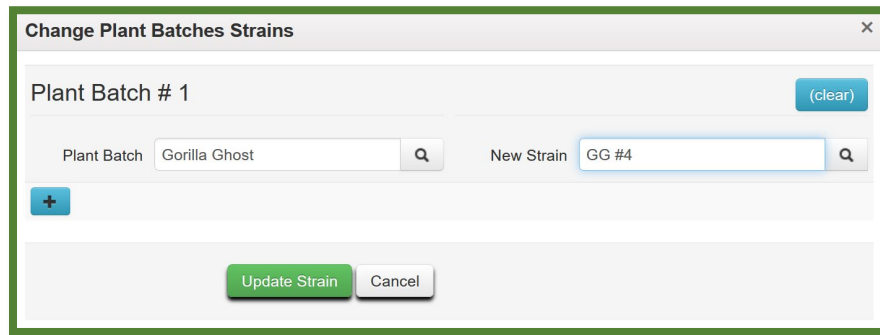 Change Plant Batches Strains ×
Plant Batch # 1 (clear)
Plant Batch Gorilla Ghost New Strain GG #4
+
Update Strain Cancel